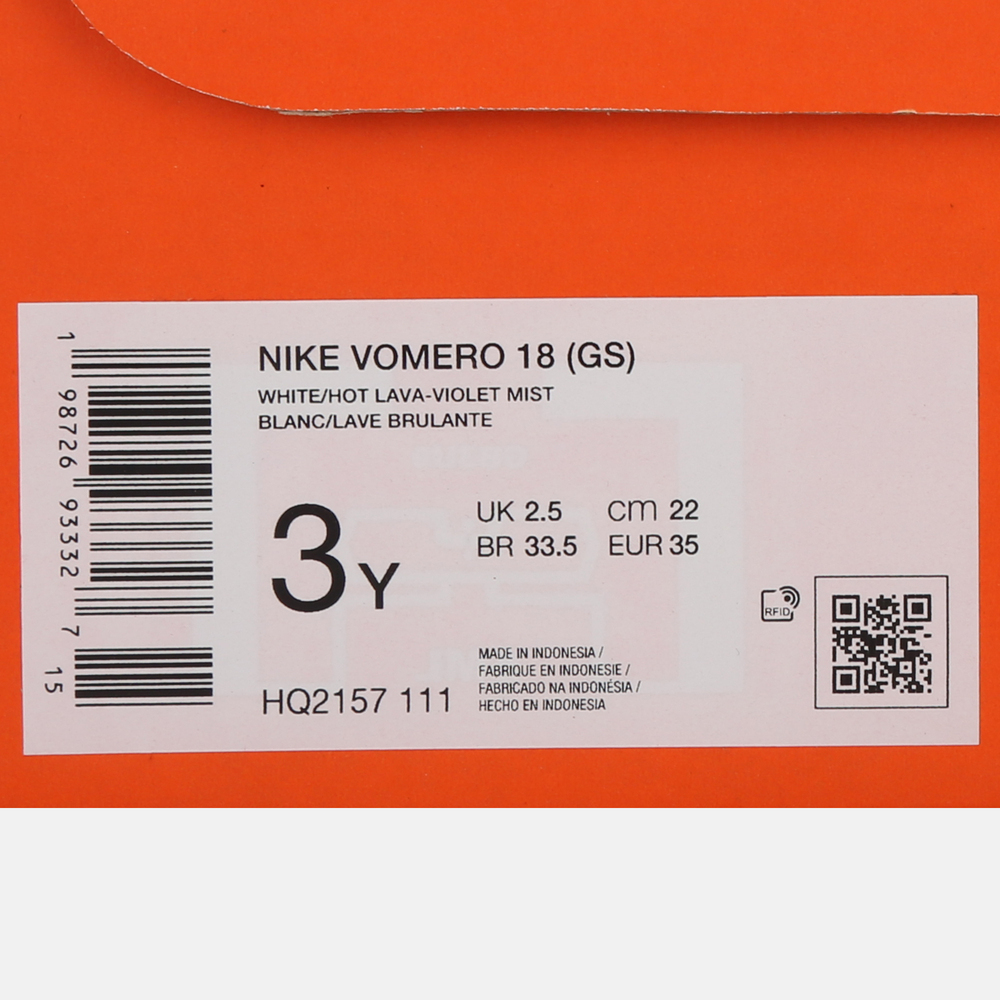 NIKE VOMERO 18 (GS)
WHITE/HOT LAVA-VIOLET MIST
BLANC/LAVE BRULANTE
3Y
UK 2.5 cm 22
BR 33.5 EUR 35
HQ2157 111
MADE IN INDONESIA /
FABRIQUE EN INDONESIE /
FABRICADO NA INDONÉSIA /
HECHO EN INDONESIA
RFID
1 98726 93332 7 15